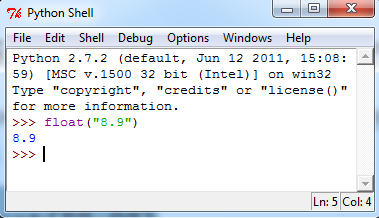 Python Shell
File Edit Shell Debug Options Windows Help
Python 2.7.2 (default, Jun 12 2011, 15:08:
59) [MSC v.1500 32 bit (Intel)] on win32
Type "copyright", "credits" or "license()"
for more information.
>>> float("8.9")
8.9
>>>
Ln: 5 Col: 4